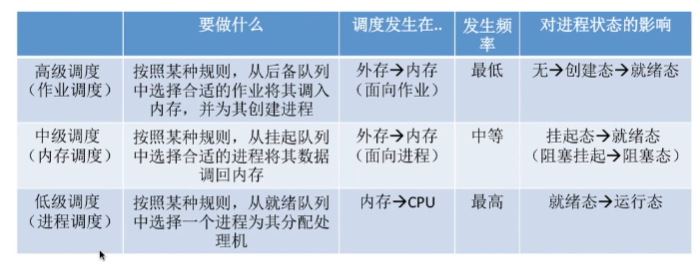 要做什么
调度发生在..
发生频
率
对进程状态的影响
高级调度
（作业调度）
按照某种规则，从后备队列
中选择合适的作业将其调入
内存，并为其创建进程
外存→内存
（面向作业）
最低
无→创建态→就绪态
中级调度
（内存调度）
按照某种规则，从挂起队列
中选择合适的进程将其数据
调回内存
外存→内存
（面向进程）
中等
挂起态→就绪态
（阻塞挂起→阻塞态）
低级调度
（进程调度）
按照某种规则，从就绪队列
中选择一个进程为其分配处
理机
内存→CPU
最高
就绪态→运行态